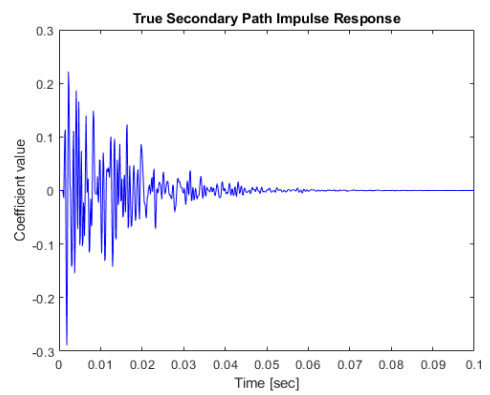 True Secondary Path Impulse Response
0.3
0.2
0.1
0
-0.1
-0.2
-0.3
Coefficient value
0 0.01 0.02 0.03 0.04 0.05 0.06 0.07 0.08 0.09 0.1
Time [sec]